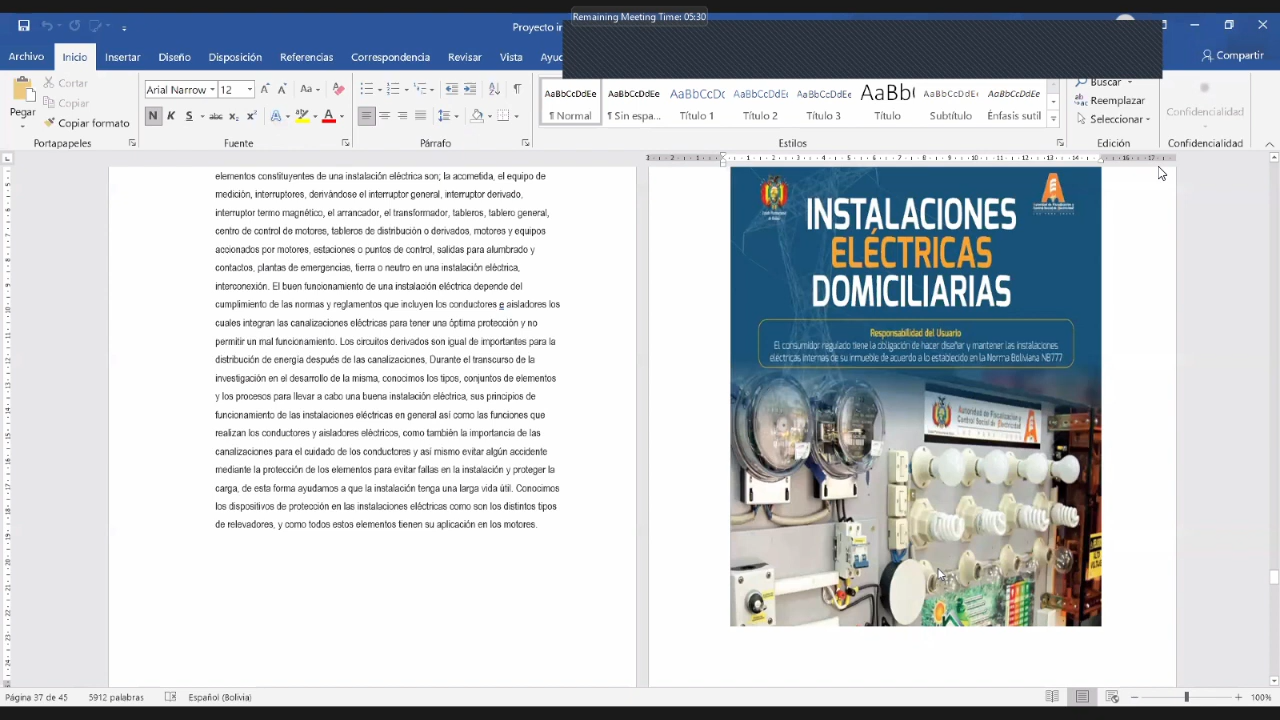 Remaining Meeting Time: 05:30
Proyecto in
Archivo Inicio Insertar Diseño Disposición Referencias Correspondencia Revisar Vista Ayu
Compartir
Pegar
Cortar
Copiar
Copiar formato
Portapapeles
Arial Narrow 12
Aa
N K S abc x₂ x²
Fuente
Párrafo
AaBbCcDdEe AaBbCcDdEe AaBbCcDc AaBbCcDdEe AaBbCcDdEe AaBb( AaBbCcDdEe AaBbCcDdEe
¶ Normal ¶ Sin espa... Título 1 Título 2 Título 3 Título Subtítulo Énfasis sutil
Estilos
Buscar
Reemplazar
Seleccionar
Edición
Confidencialidad
Confidencialidad
elementos constituyentes de una instalación eléctrica son; la acometida, el equipo de
medición, interruptores, derivándose el interruptor general, interruptor derivado,
interruptor termo magnético, el arrancador, el transformador, tableros, tablero general,
centro de control de motores, tableros de distribución o derivados, motores y equipos
accionados por motores, estaciones o puntos de control, salidas para alumbrado y
contactos, plantas de emergencias, tierra o neutro en una instalación eléctrica,
interconexión. El buen funcionamiento de una instalación eléctrica depende del
cumplimiento de las normas y reglamentos que incluyen los conductores e aisladores los
cuales integran las canalizaciones eléctricas para tener una óptima protección y no
permitir un mal funcionamiento. Los circuitos derivados son igual de importantes para la
distribución de energía después de las canalizaciones. Durante el transcurso de la
investigación en el desarrollo de la misma, conocimos los tipos, conjuntos de elementos
y los procesos para llevar a cabo una buena instalación eléctrica, sus principios de
funcionamiento de las instalaciones eléctricas en general así como las funciones que
realizan los conductores y aisladores eléctricos, como también la importancia de las
canalizaciones para el cuidado de los conductores y así mismo evitar algún accidente
mediante la protección de los elementos para evitar fallas en la instalación y proteger la
carga, de esta forma ayudamos a que la instalación tenga una larga vida útil. Conocimos
los dispositivos de protección en las instalaciones eléctricas como son los distintos tipos
de relevadores, y como todos estos elementos tienen su aplicación en los motores.
INSTALACIONES
ELÉCTRICAS
DOMICILIARIAS
Responsabilidad del Usuario
El consumidor regulado tiene la obligación de hacer diseñar y mantener las instalaciones
eléctricas internas de su inmueble de acuerdo a lo establecido en la Norma Boliviana NB777
Autoridad de Fiscalización y
Control Social de Electricidad
Página 37 de 45 5912 palabras Español (Bolivia) 100%